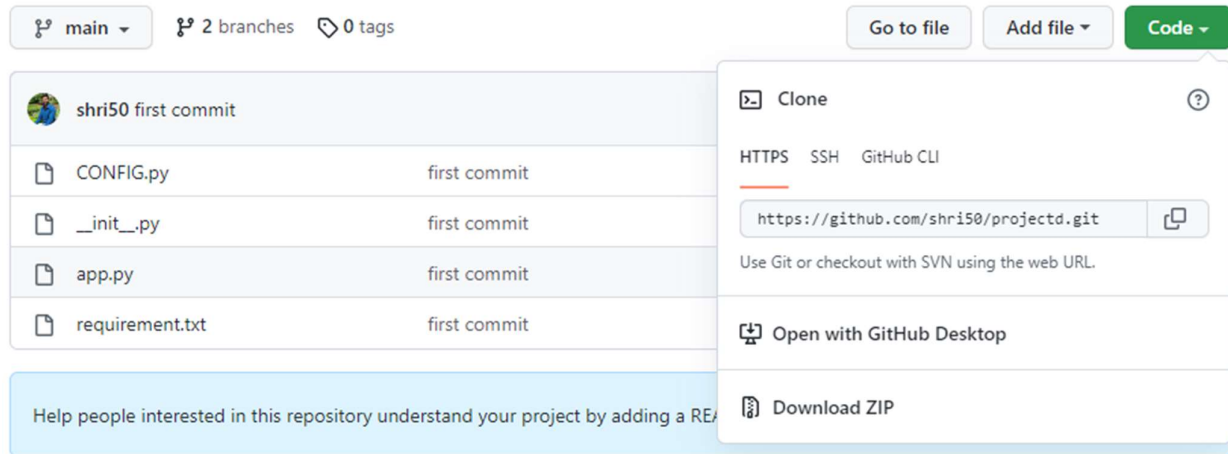 main 2 branches 0 tags Go to file Add file Code
shri50 first commit
CONFIG.py first commit
__init__.py first commit
app.py first commit
requirement.txt first commit
Help people interested in this repository understand your project by adding a
Clone
HTTPS SSH GitHub CLI
https://github.com/shri50/projectd.git
Use Git or checkout with SVN using the web URL.
Open with GitHub Desktop
Download ZIP